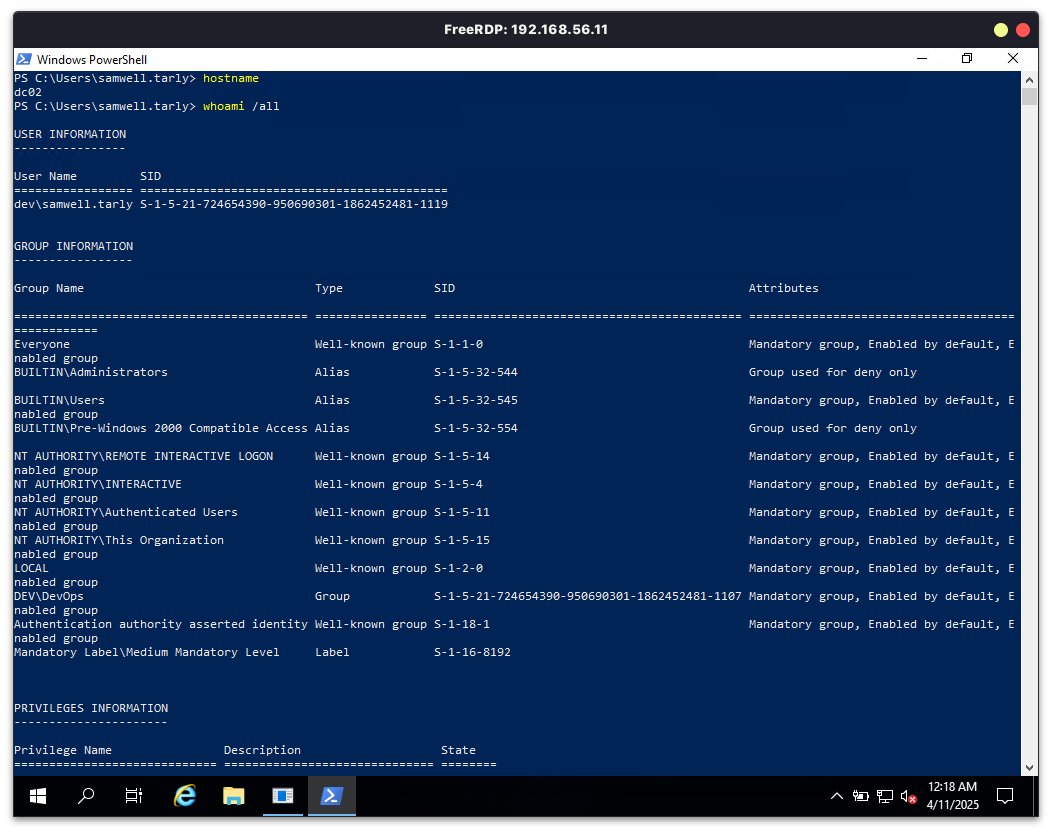 FreeRDP: 192.168.56.11
Windows PowerShell
PS C:\Users\samwell.tarly> hostname
dc02
PS C:\Users\samwell.tarly> whoami /all
USER INFORMATION
----------------
User Name         SID
================= ============================================
dev\samwell.tarly S-1-5-21-724654390-950690301-1862452481-1119
GROUP INFORMATION
-----------------
Group Name                                 Type             SID                                          Attributes
========================================== ================ ============================================ ======================================
============
Everyone                                   Well-known group S-1-1-0                                      Mandatory group, Enabled by default, E
nabled group
BUILTIN\Administrators                     Alias            S-1-5-32-544                                 Group used for deny only
BUILTIN\Users                              Alias            S-1-5-32-545                                 Mandatory group, Enabled by default, E
nabled group
BUILTIN\Pre-Windows 2000 Compatible Access Alias            S-1-5-32-554                                 Group used for deny only
NT AUTHORITY\REMOTE INTERACTIVE LOGON      Well-known group S-1-5-14                                     Mandatory group, Enabled by default, E
nabled group
NT AUTHORITY\INTERACTIVE                   Well-known group S-1-5-4                                      Mandatory group, Enabled by default, E
nabled group
NT AUTHORITY\Authenticated Users           Well-known group S-1-5-11                                     Mandatory group, Enabled by default, E
nabled group
NT AUTHORITY\This Organization             Well-known group S-1-5-15                                     Mandatory group, Enabled by default, E
nabled group
LOCAL                                      Well-known group S-1-2-0                                      Mandatory group, Enabled by default, E
nabled group
DEV\DevOps                                 Group            S-1-5-21-724654390-950690301-1862452481-1107 Mandatory group, Enabled by default, E
nabled group
Authentication authority asserted identity Well-known group S-1-18-1                                     Mandatory group, Enabled by default, E
nabled group
Mandatory Label\Medium Mandatory Level     Label            S-1-16-8192
PRIVILEGES INFORMATION
----------------------
Privilege Name                Description                    State
============================= ============================== ========
12:18 AM
4/11/2025